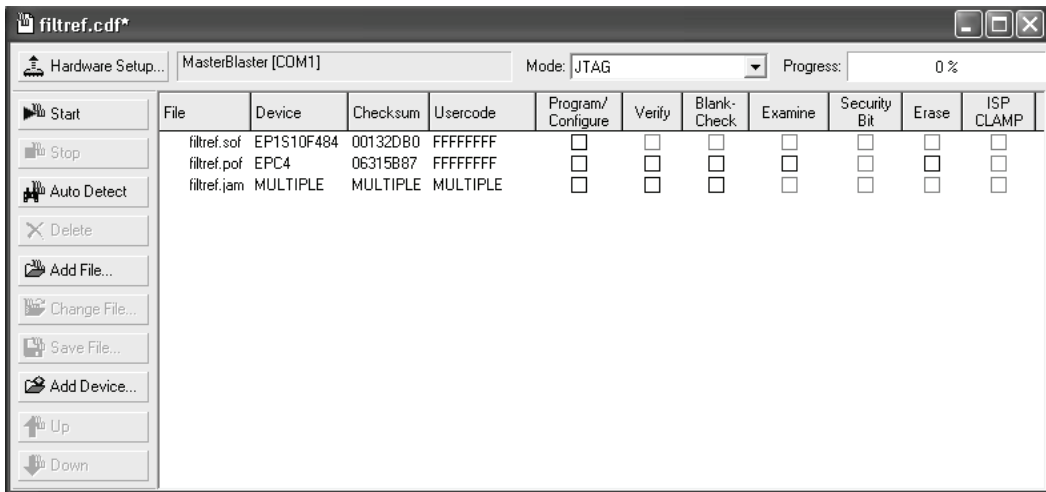 filtref.cdf*
Hardware Setup... MasterBlaster [COM1] Mode: JTAG Progress: 0 %
Start
Stop
Auto Detect
Delete
Add File...
Change File...
Save File...
Add Device...
Up
Down
File Device Checksum Usercode Program/ Configure Verify Blank- Check Examine Security Bit Erase ISP CLAMP
filtref.sof EP1S10F484 00132DB0 FFFFFFFF
filtref.pof EPC4 06315B87 FFFFFFFF
filtref.jam MULTIPLE MULTIPLE MULTIPLE